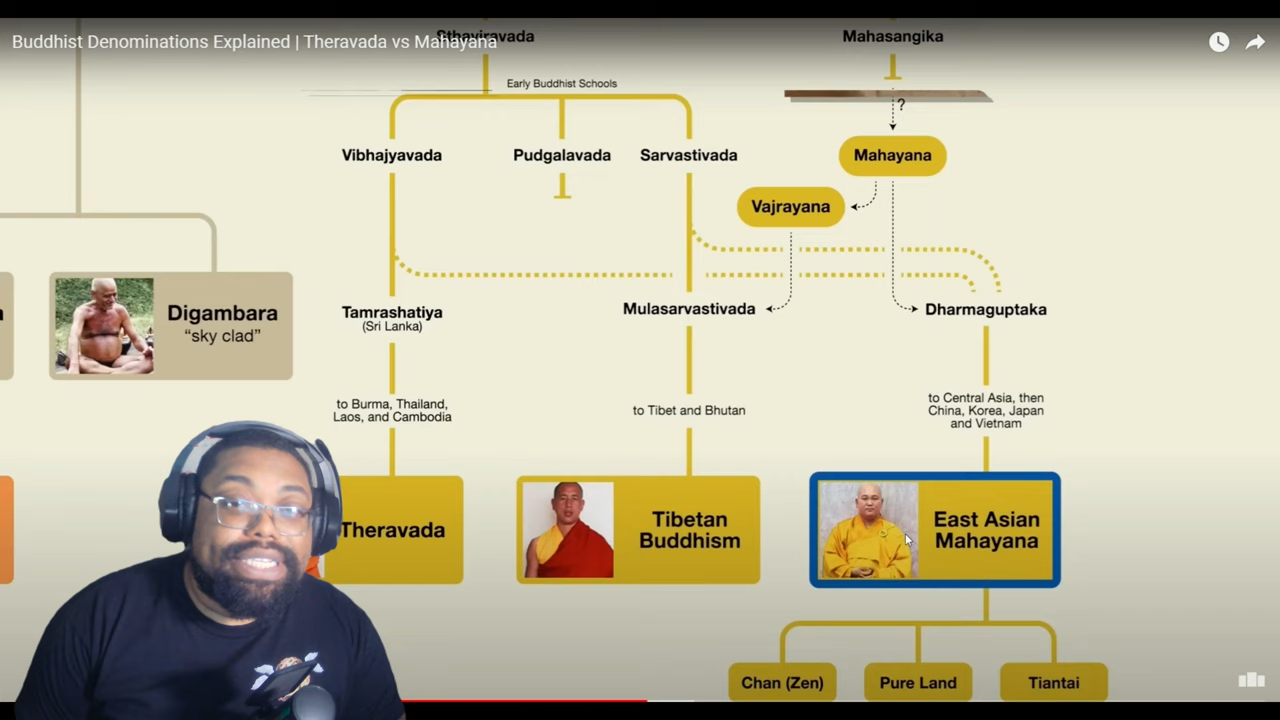 Buddhist Denominations Explained | Theravada vs Mahayana
Sthaviravada
Mahasangika
Early Buddhist Schools
?
Vibhajyavada
Pudgalavada
Sarvastivada
Mahayana
Vajrayana
Digambara
“sky clad”
Tamrashatiya
(Sri Lanka)
Mulasarvastivada
Dharmaguptaka
to Burma, Thailand,
Laos, and Cambodia
to Tibet and Bhutan
to Central Asia, then
China, Korea, Japan
and Vietnam
Theravada
Tibetan
Buddhism
East Asian
Mahayana
Chan (Zen)
Pure Land
Tiantai